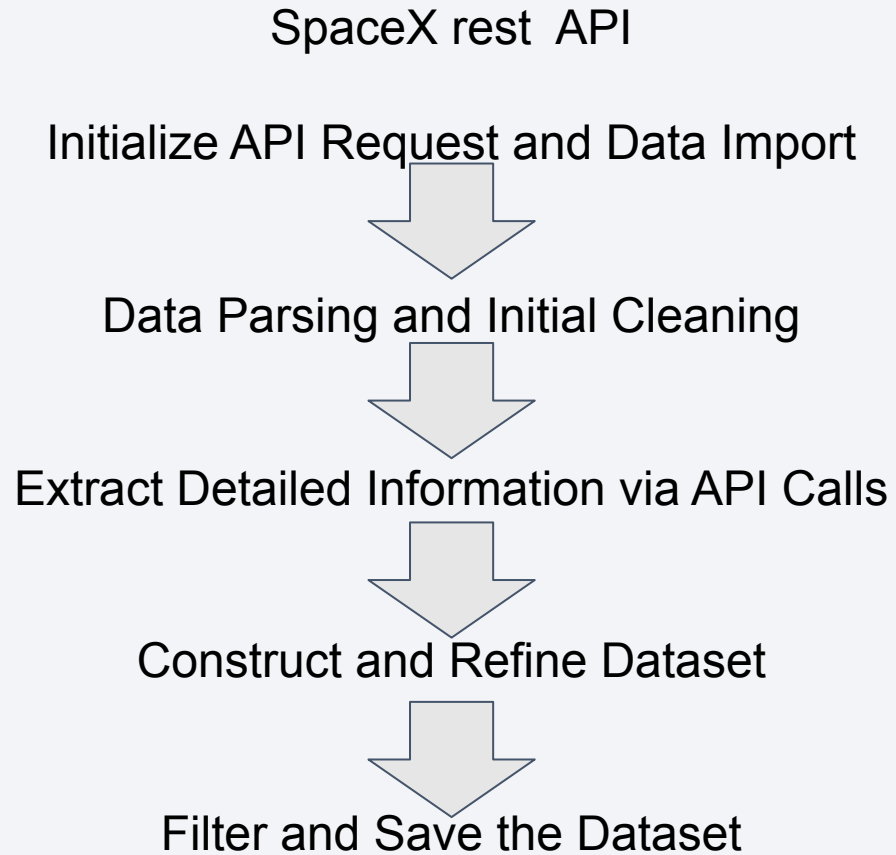 SpaceX rest  API
Initialize API Request and Data Import
Data Parsing and Initial Cleaning
Extract Detailed Information via API Calls
Construct and Refine Dataset
Filter and Save the Dataset